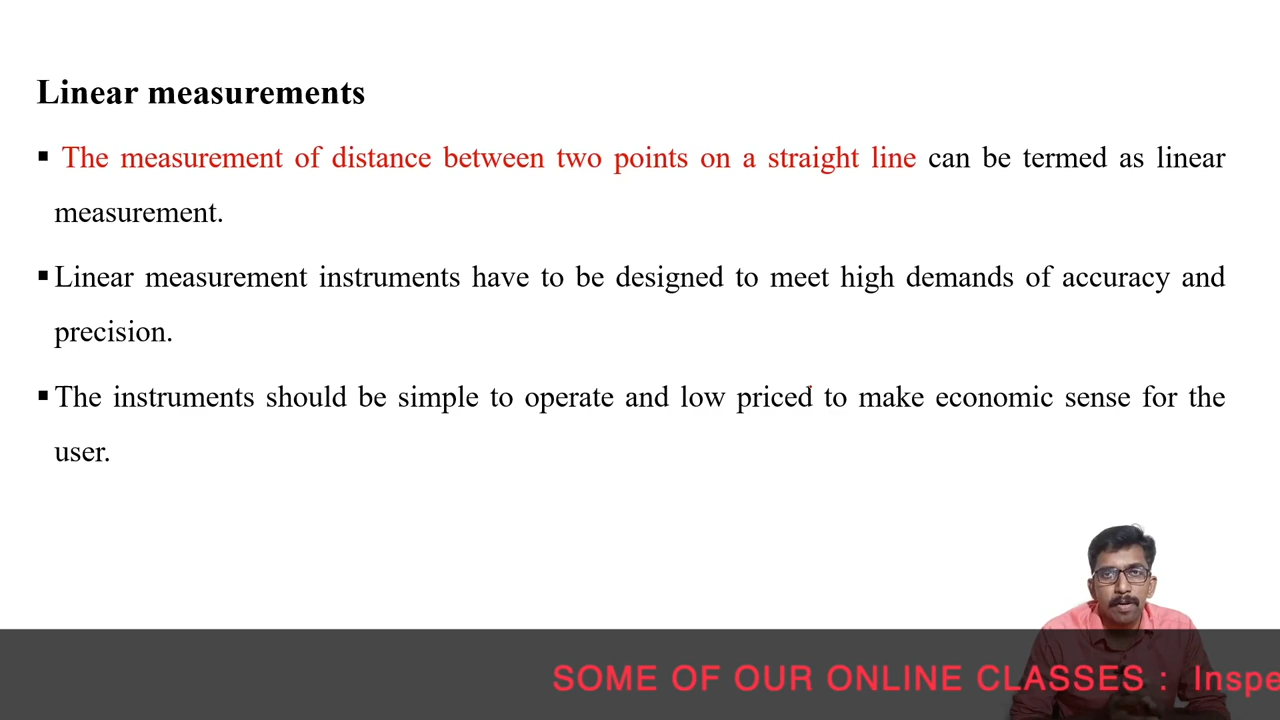 Linear measurements
▪ The measurement of distance between two points on a straight line can be termed as linear
measurement.
▪ Linear measurement instruments have to be designed to meet high demands of accuracy and
precision.
▪ The instruments should be simple to operate and low priced to make economic sense for the
user.
SOME OF OUR ONLINE CLASSES : Inspe